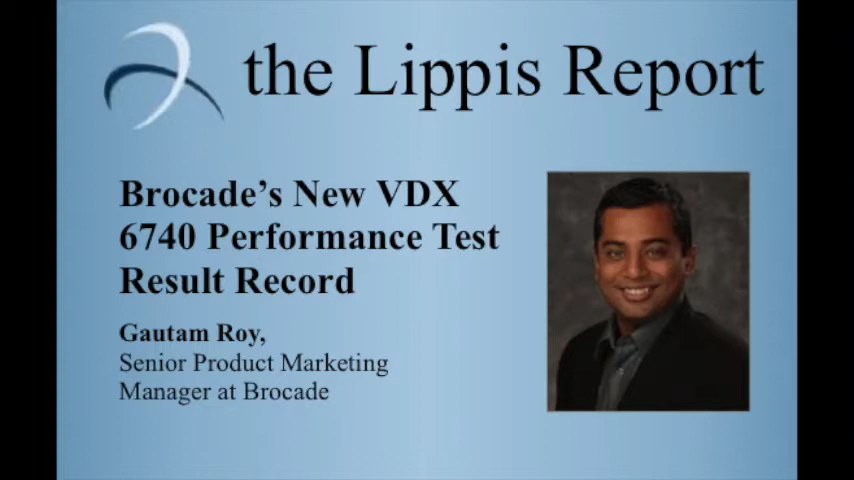 the Lippis Report
Brocade’s New VDX
6740 Performance Test
Result Record
Gautam Roy,
Senior Product Marketing
Manager at Brocade